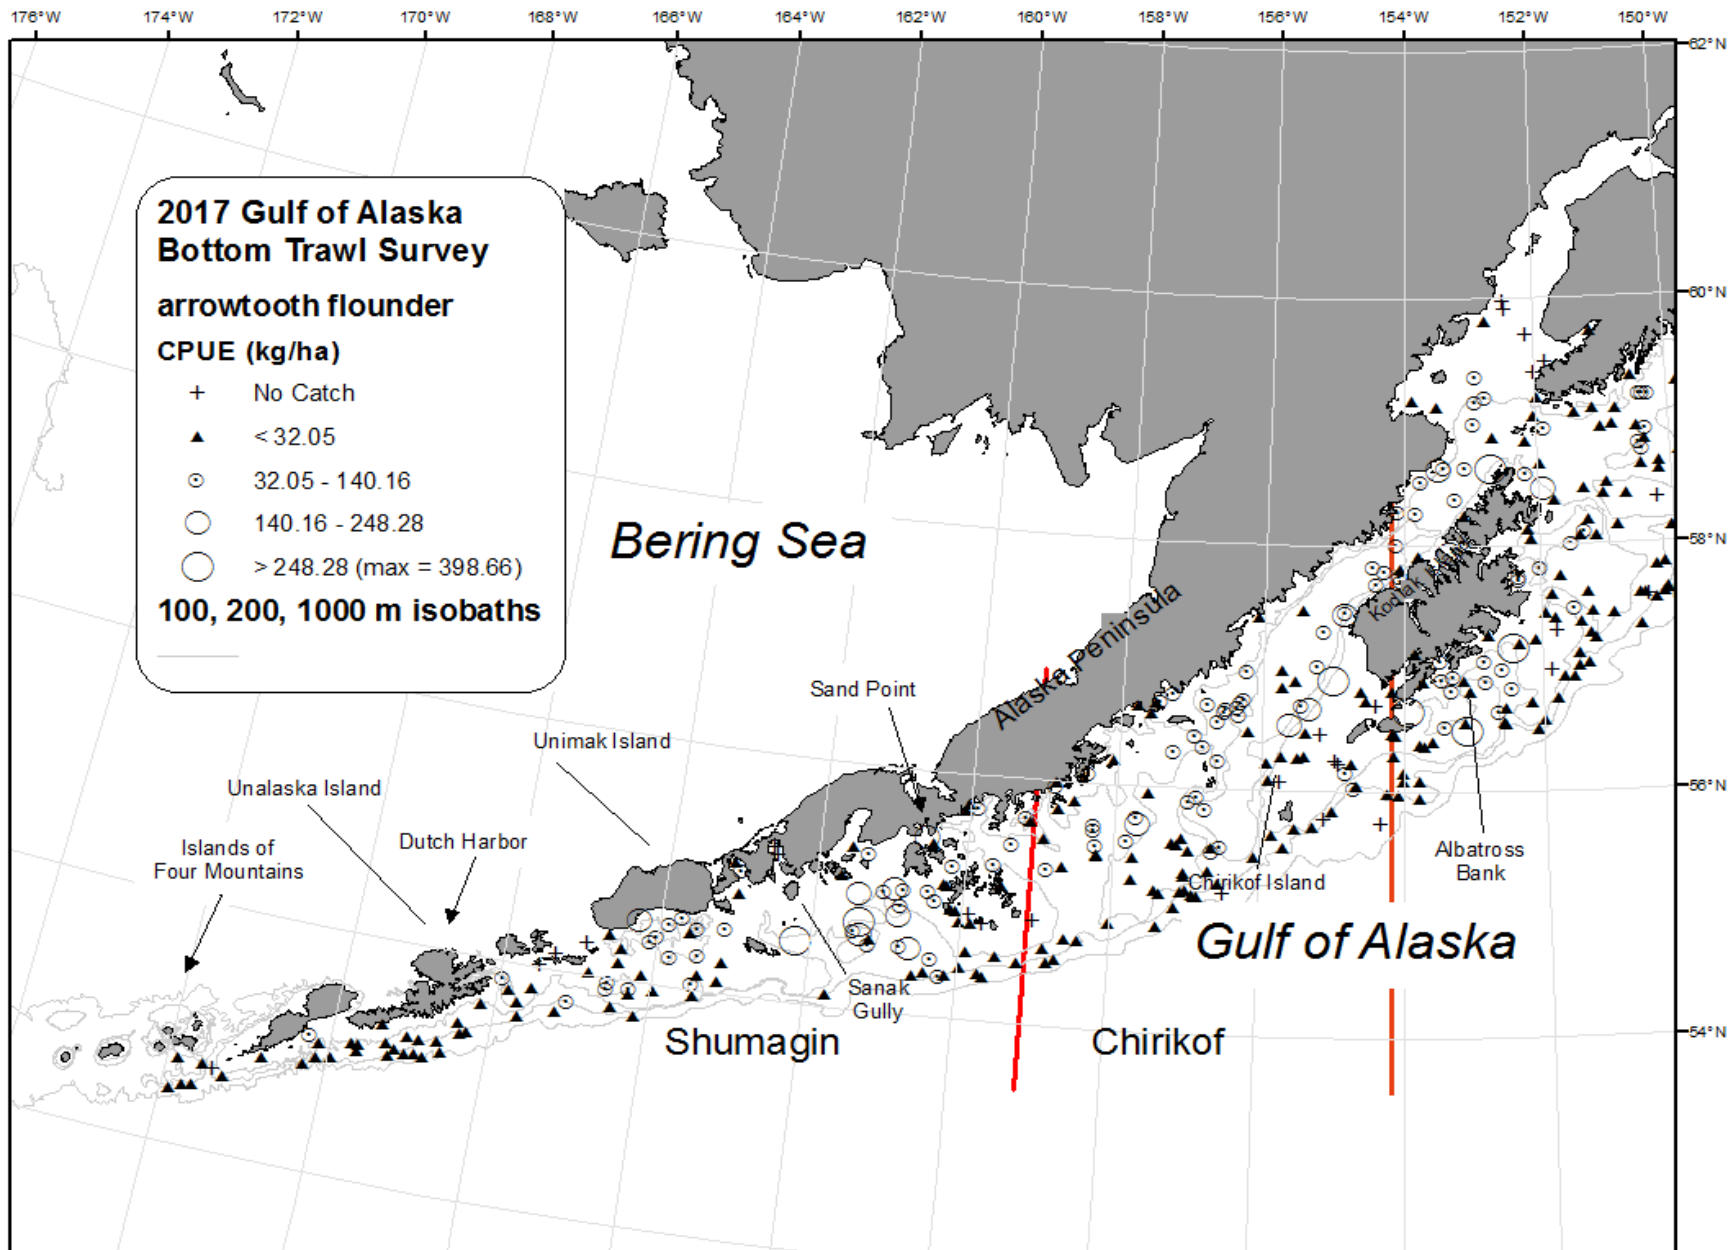 176°W 174°W 172°W 170°W 168°W 166°W 164°W 162°W 160°W 158°W 156°W 154°W 152°W 150°W
62°N
2017 Gulf of Alaska
Bottom Trawl Survey
arrowtooth flounder
CPUE (kg/ha)
No Catch
< 32.05
32.05 - 140.16
140.16 - 248.28
> 248.28 (max = 398.66)
100, 200, 1000 m isobaths
60°N
Bering Sea
58°N
Kodiak Island
Alaska Peninsula
Sand Point
Unimak Island
Unalaska Island
56°N
Dutch Harbor
Islands of
Four Mountains
Albatross
Bank
Chirikof Island
Gulf of Alaska
Sanak
Gully
54°N
Shumagin
Chirikof